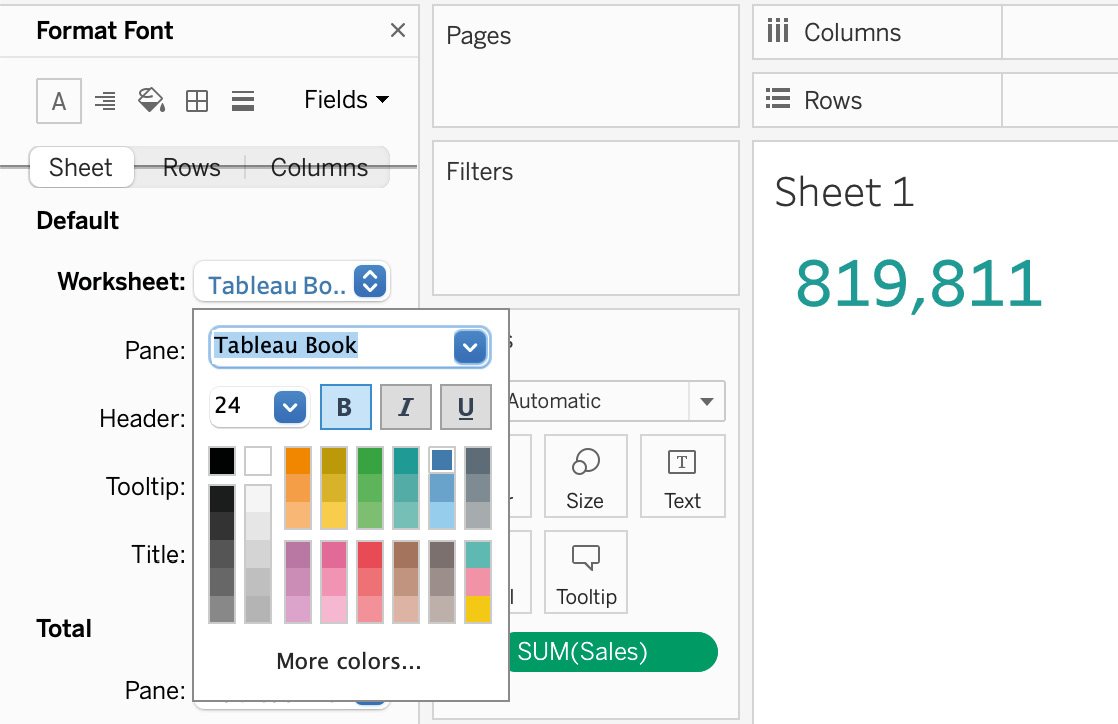 Format Font
A
Fields
Sheet Rows Columns
Default
Worksheet: Tableau Bo..
Pane:
Header:
Tooltip:
Title:
Total
Pane:
Tableau Book
24 B I U
More colors...
Pages
Filters
Automatic
Size
T
Text
Tooltip
SUM(Sales)
Columns
Rows
Sheet 1
819,811